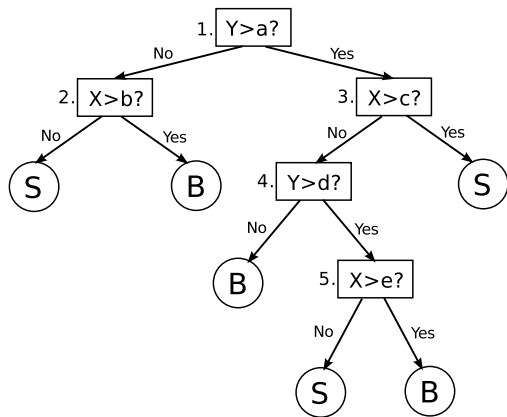 1. Y>a?
No
Yes
2. X>b?
3. X>c?
No
Yes
No
Yes
S
B
4. Y>d?
S
No
Yes
B
5. X>e?
No
Yes
S
B